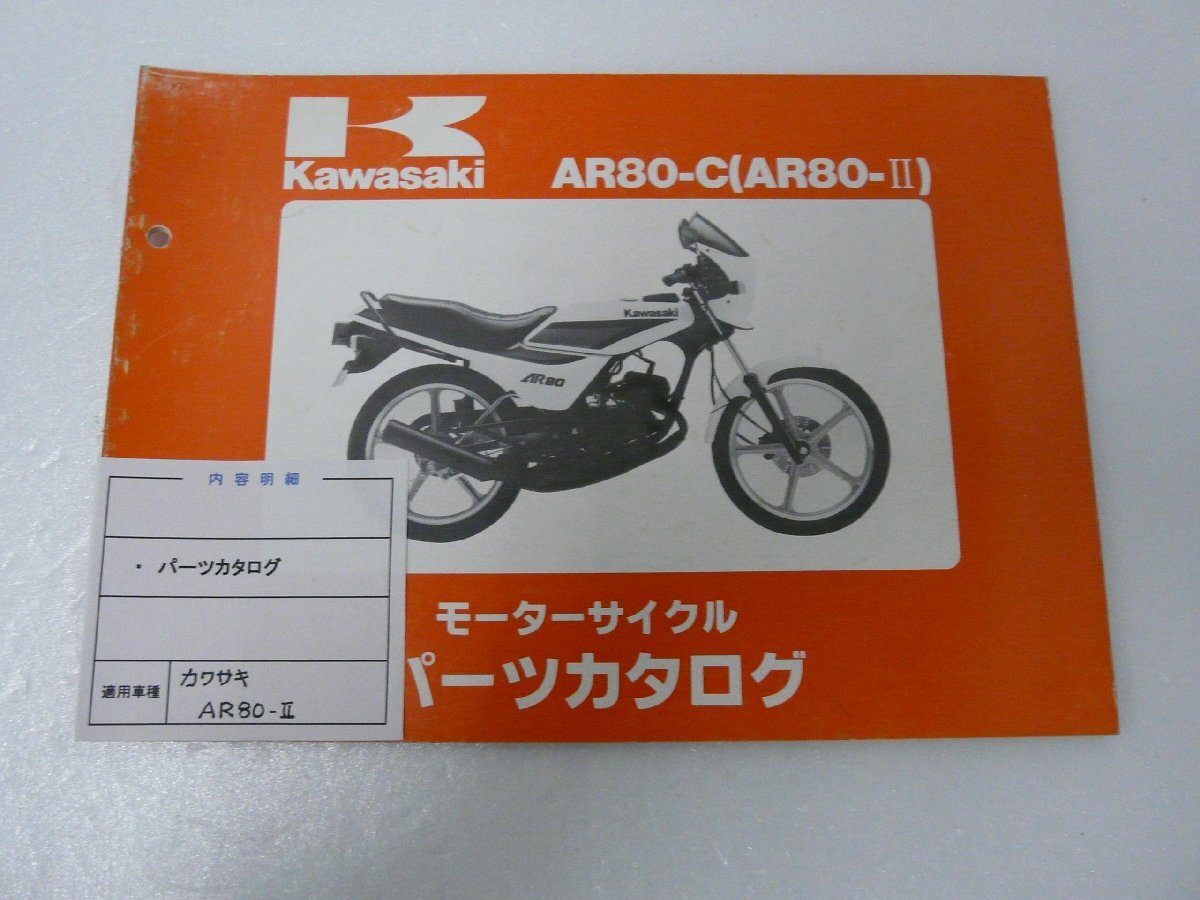 Kawasaki
AR80-C(AR80-II)
Kawasaki
AR80
モーターサイクル
パーツカタログ
内容明細
・ パーツカタログ
適用車種
カワサキ
AR80-II